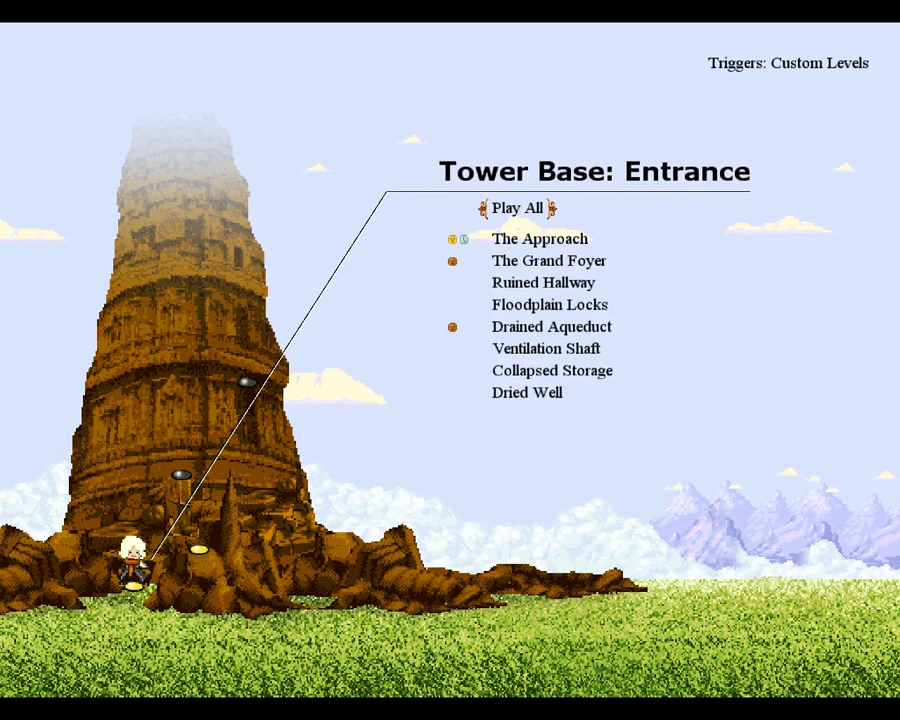 Triggers: Custom Levels
Tower Base: Entrance
Play All
The Approach
The Grand Foyer
Ruined Hallway
Floodplain Locks
Drained Aqueduct
Ventilation Shaft
Collapsed Storage
Dried Well